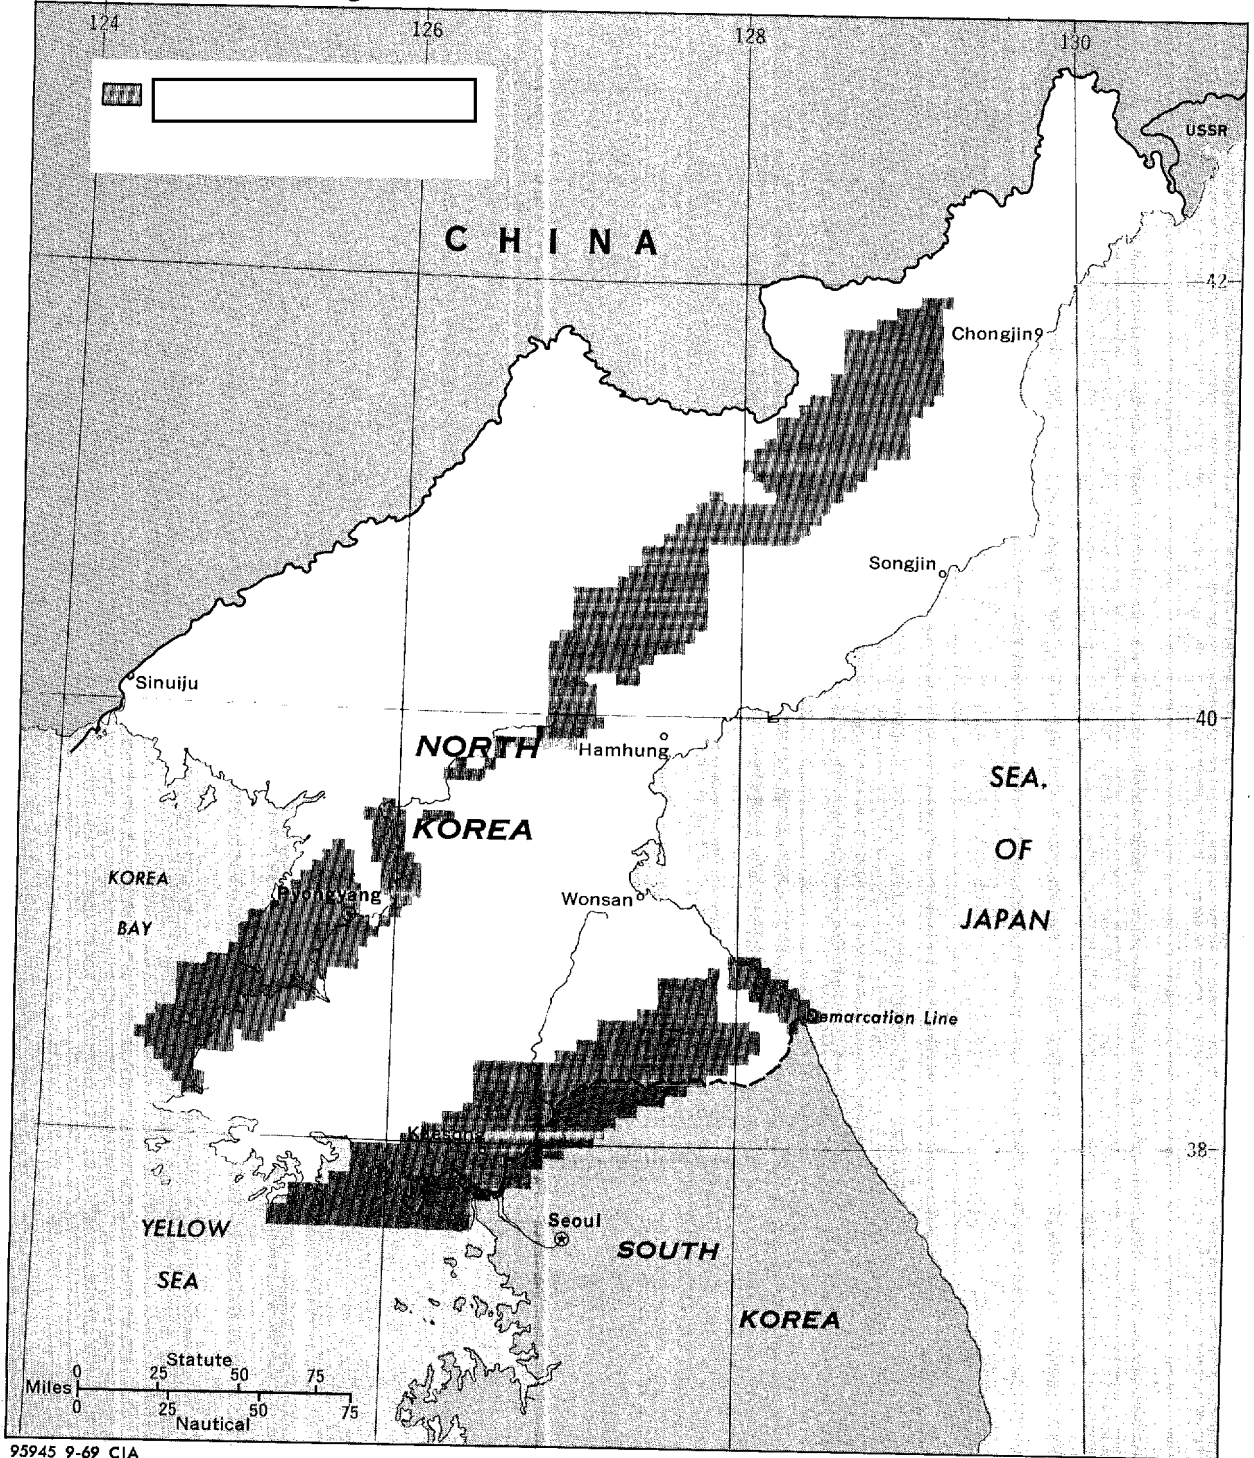 124
126
128
130
USSR
CHINA
42
Chongjin
Songjin
Sinuiju
40
NORTH
Hamhung
KOREA
SEA
OF
JAPAN
KOREA
BAY
Pyongyang
Wonsan
Demarcation Line
Kaesong
38
YELLOW
SEA
Seoul
SOUTH
KOREA
Statute
0 25 50 75
Miles
0 25 50 75
Nautical
95945 9-69 CIA